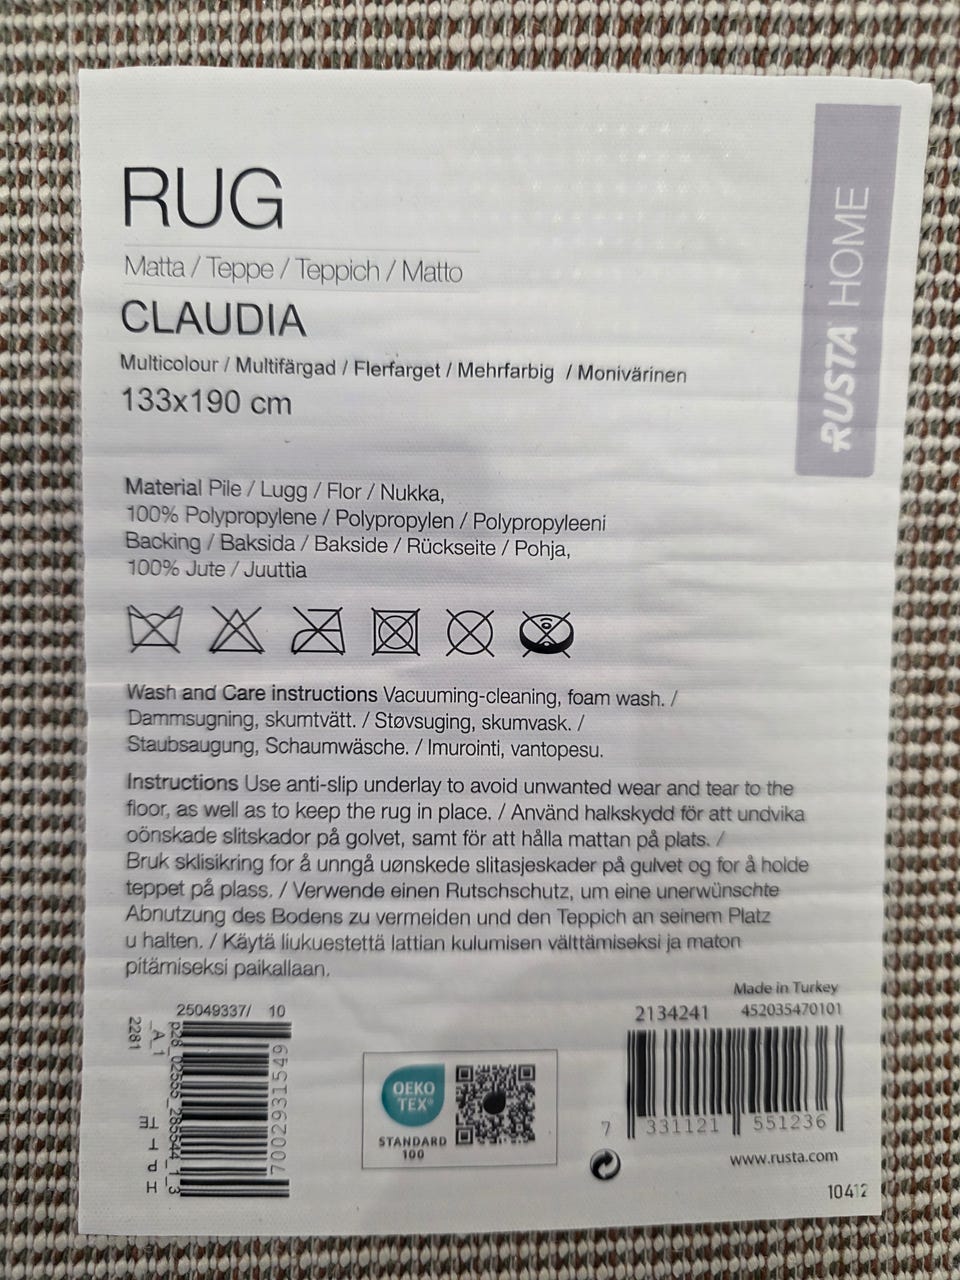 RUG
Matta / Teppe / Teppich / Matto
CLAUDIA
Multicolour / Multifärgad / Flerfarget / Mehrfarbig / Monivärinen
133x190 cm
RUSTA HOME
Material Pile / Lugg / Flor / Nukka,
100% Polypropylene / Polypropylen / Polypropyleeni
Backing / Baksida / Bakside / Rückseite / Pohja,
100% Jute / Juuttia
Wash and Care instructions Vacuuming-cleaning, foam wash. /
Dammsugning, skumtvätt. / Støvsuging, skumvask. /
Staubsaugung, Schaumwäsche. / Imurointi, vantopesu.
Instructions Use anti-slip underlay to avoid unwanted wear and tear to the
floor, as well as to keep the rug in place. / Använd halkskydd för att undvika
oönskade slitskador på golvet, samt för att hålla mattan på plats. /
Bruk sklisikring for å unngå uønskede slitasjeskader på gulvet og for å holde
teppet på plass. / Verwende einen Rutschschutz, um eine unerwünschte
Abnutzung des Bodens zu vermeiden und den Teppich an seinem Platz
u halten. / Käytä liukuestettä lattian kulumisen välttämiseksi ja maton
pitämiseksi paikallaan.
Made in Turkey
25049337/ 10
2281
_A_1
7002931549
H P T TE
OEKO
TEX®
STANDARD
100
2134241 452035470101
7 331121 551236
www.rusta.com
10412